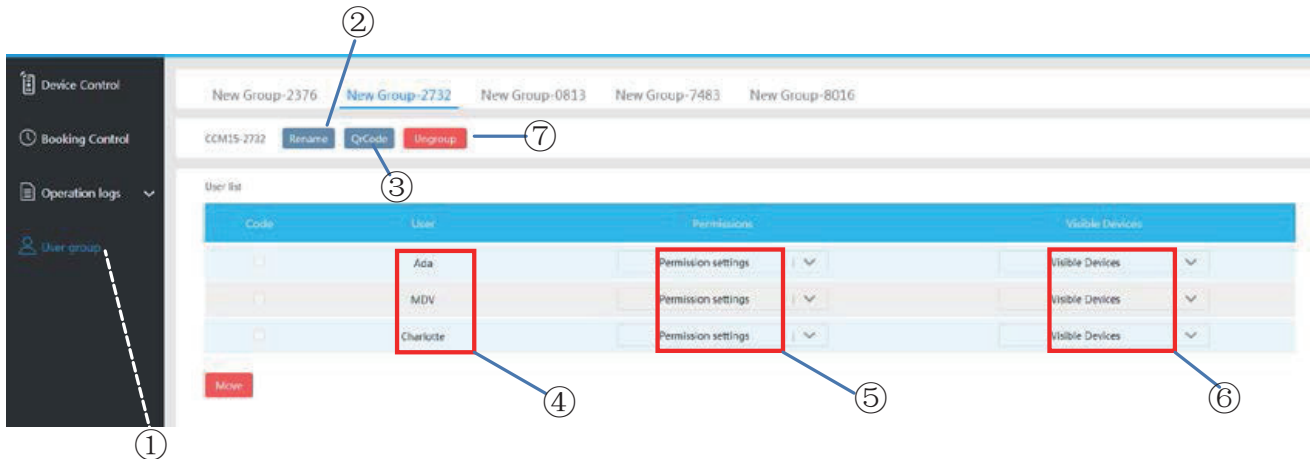 ②
Device Control
New Group-2376 New Group-2732 New Group-0813 New Group-7483 New Group-8016
Booking Control
CCM15-2732 Rename QrCode Ungroup ⑦
③
Operation logs
User list
Code User Permissions Visible Devices
User group
Ada Permission settings Visible Devices
MDV Permission settings Visible Devices
Charlotte Permission settings Visible Devices
Move
④ ⑤ ⑥
①